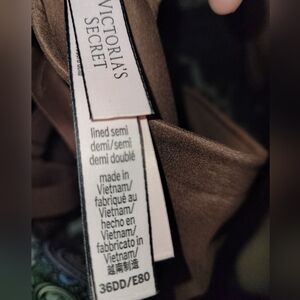 VICTORIA'S
SECRET
lined semi
demi/semi
demi doublé
made in
Vietnam/
fabriqué au
Vietnam/
hecho en
Vietnam/
fabbricato in
Vietnam/
越南制造
36DD/E80